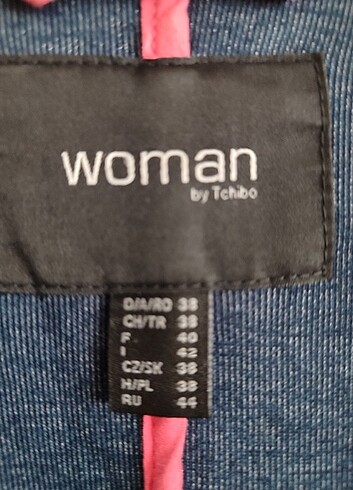 woman
by Tchibo
D/A/RO 38
CH/TR 38
F 40
I 42
CZ/SK 38
H/PL 38
RU 44